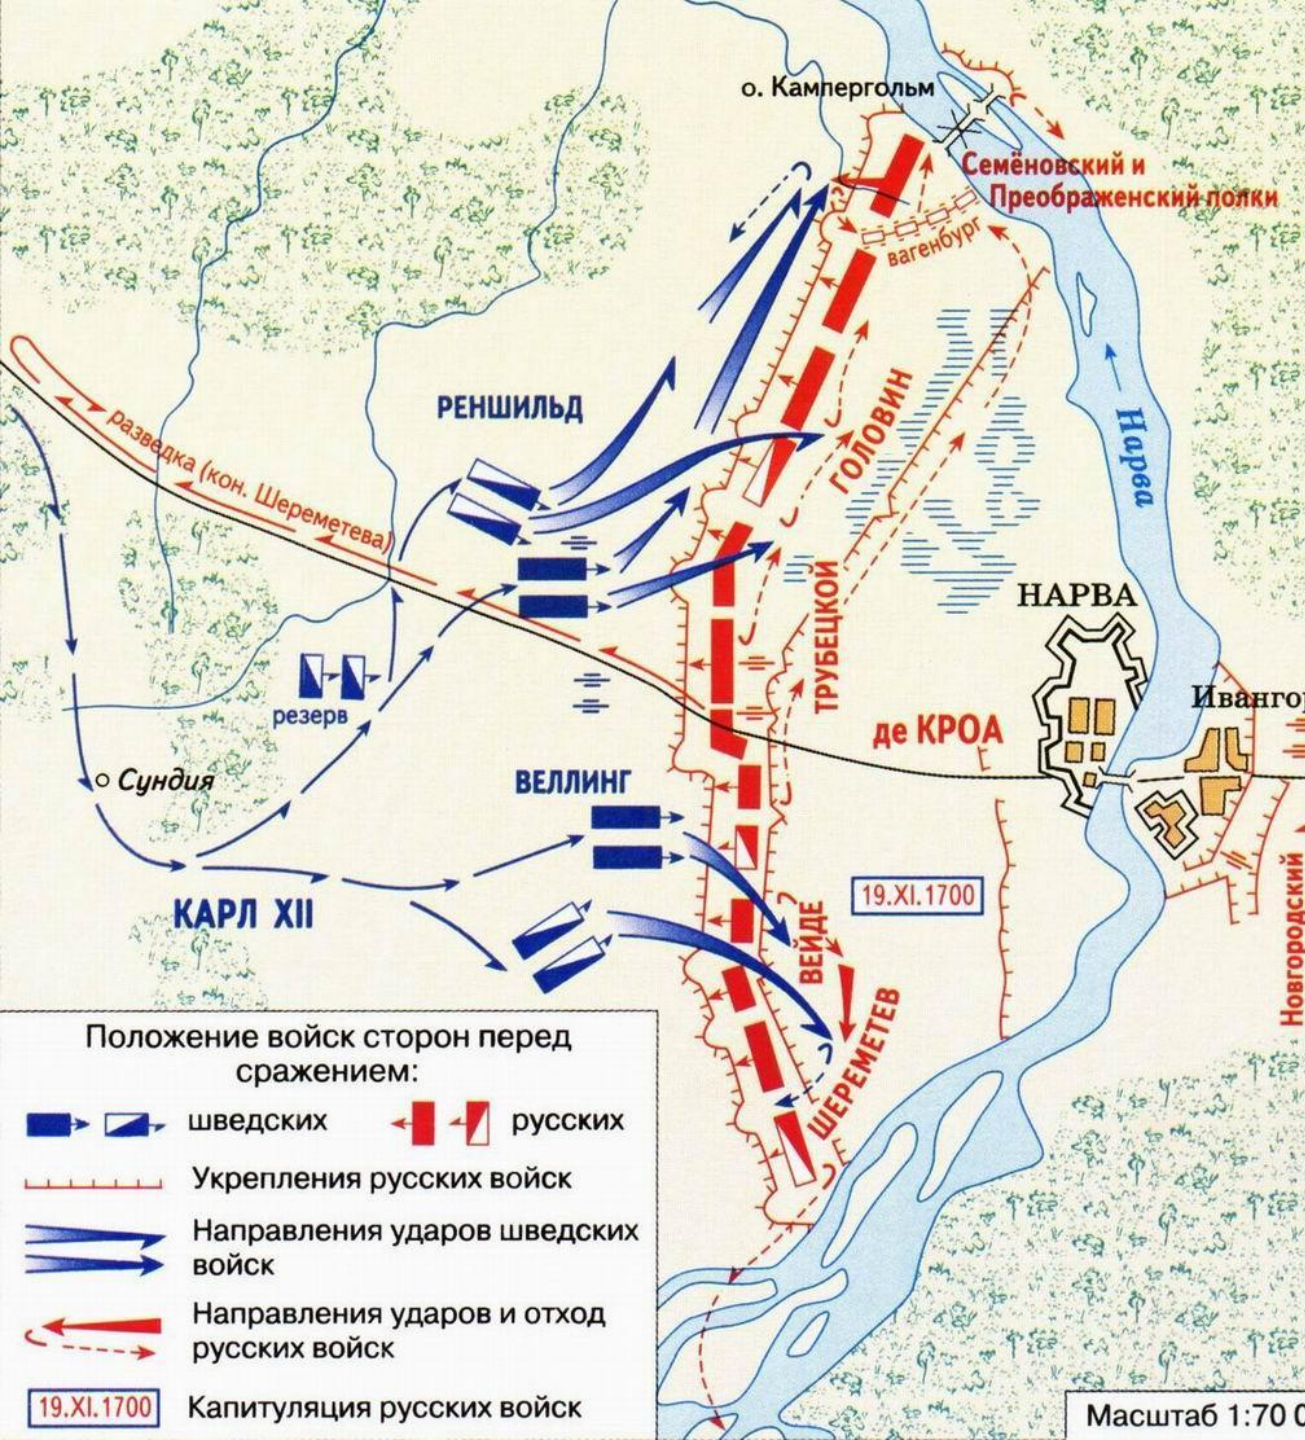 о. Кампергольм
Семёновский и
Преображенский полки
вагенбург
РЕНШИЛЬД
разведка (кон. Шереметева)
ГОЛОВИН
Нарва
ТРУБЕЦКОЙ
НАРВА
Ивангор
резерв
де КРОА
Сундия
ВЕЛЛИНГ
19.XI.1700
КАРЛ XII
ВЕЙДЕ
Новгородский
ШЕРЕМЕТЕВ
Положение войск сторон перед
сражением:
шведских
русских
Укрепления русских войск
Направления ударов шведских
войск
Направления ударов и отход
русских войск
19.XI.1700
Капитуляция русских войск
Масштаб 1:70 0